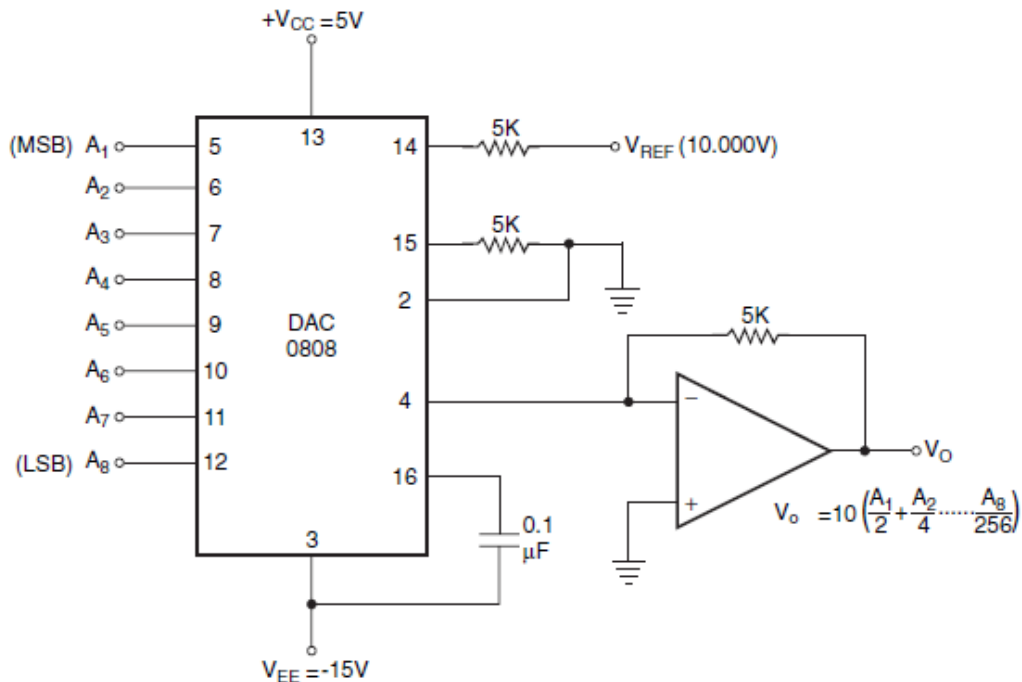 +VCC =5V
13
(MSB) A1 5
A2 6
A3 7
A4 8
A5 9
A6 10
A7 11
(LSB) A8 12
DAC
0808
14 5K VREF (10.000V)
15 5K
2
4 5K
− +
VO
Vo =10 (A1/2 + A2/4 ...... A8/256)
16 0.1
μF
3
VEE =-15V